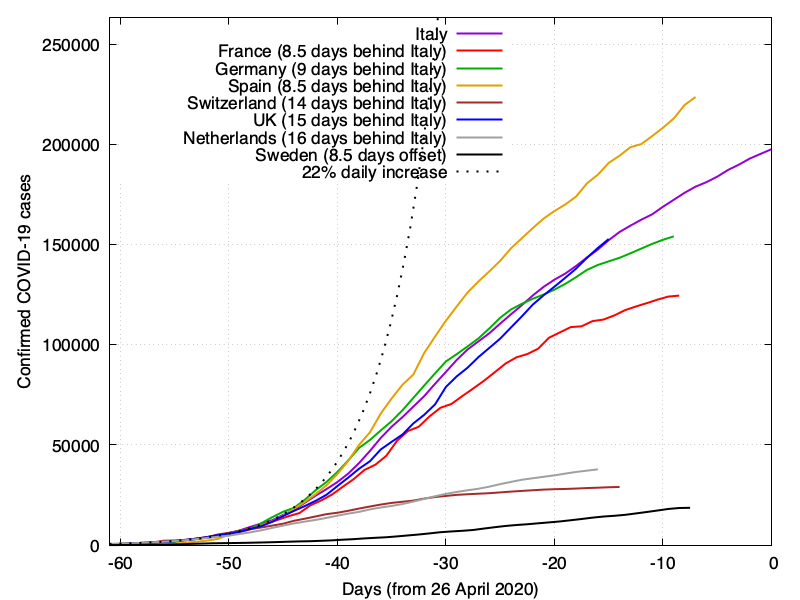 250000
200000
150000
100000
50000
0
Confirmed COVID-19 cases
Italy
France (8.5 days behind Italy)
Germany (9 days behind Italy)
Spain (8.5 days behind Italy)
Switzerland (14 days behind Italy)
UK (15 days behind Italy)
Netherlands (16 days behind Italy)
Sweden (8.5 days offset)
22% daily increase
-60 -50 -40 -30 -20 -10 0
Days (from 26 April 2020)